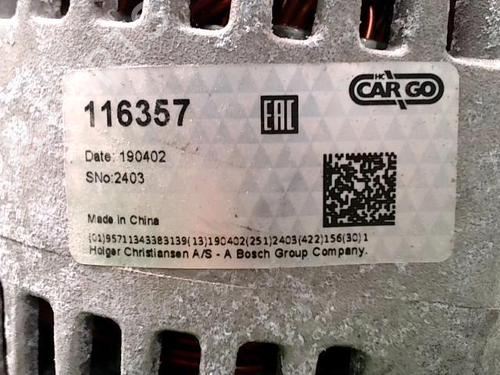 116357
EAC
HC
CARGO
Date: 190402
SNo:2403
Made in China
(01)95711343383139(13)190402(251)2403(422)156(30)1
Holger Christiansen A/S - A Bosch Group Company.